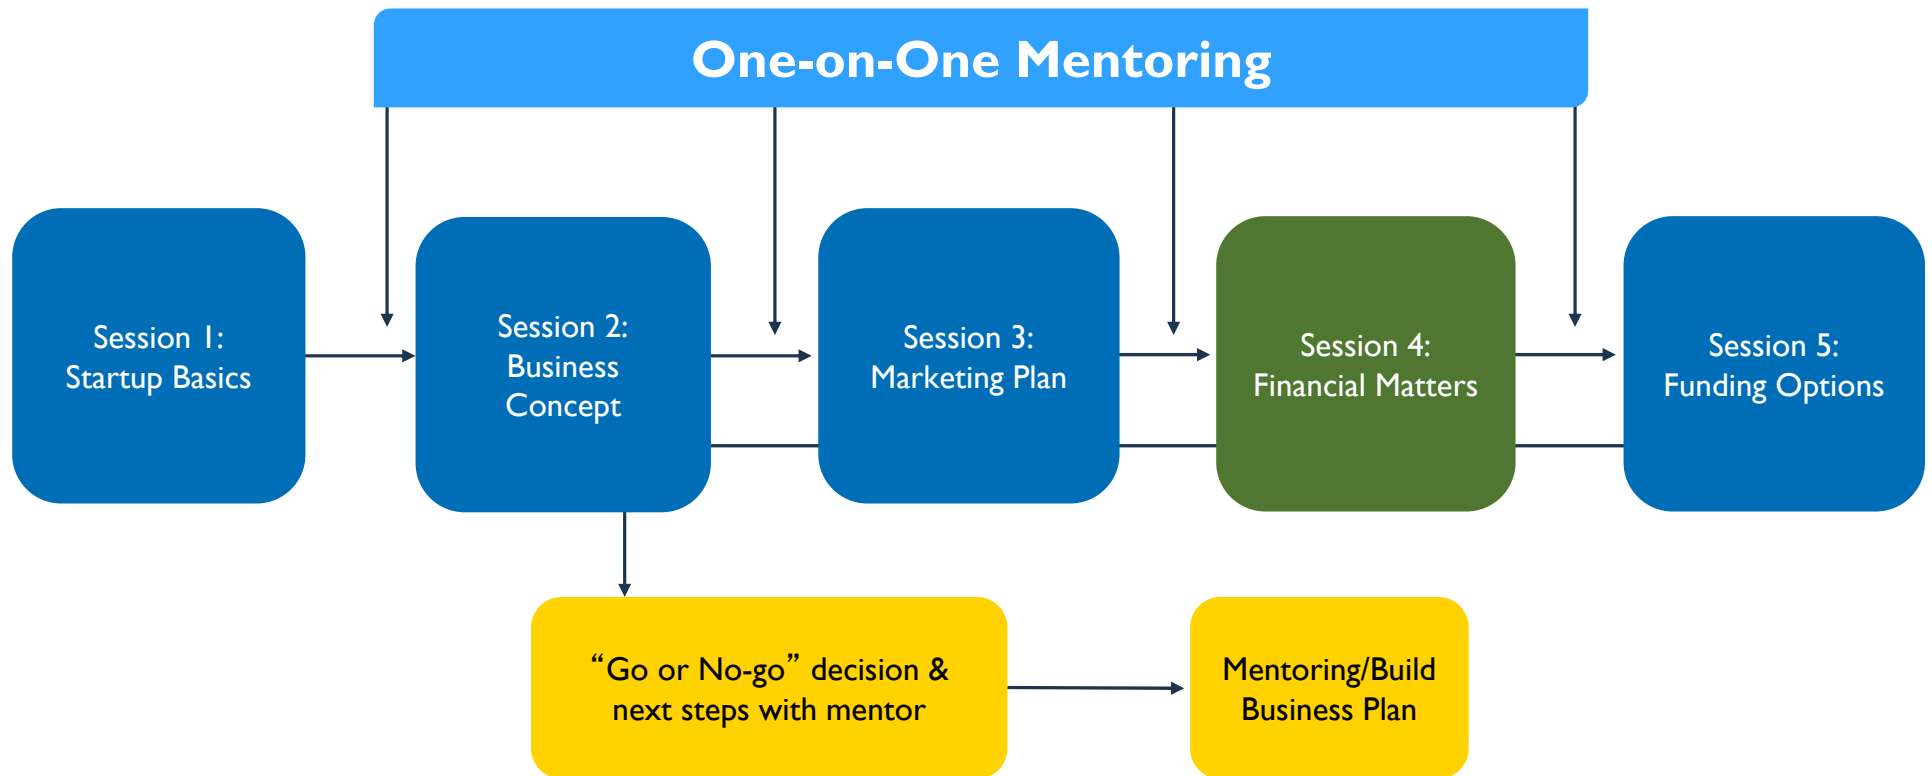 One-on-One Mentoring
Session 1:
Startup Basics
Session 2:
Business
Concept
Session 3:
Marketing Plan
Session 4:
Financial Matters
Session 5:
Funding Options
“Go or No-go” decision &
next steps with mentor
Mentoring/Build
Business Plan